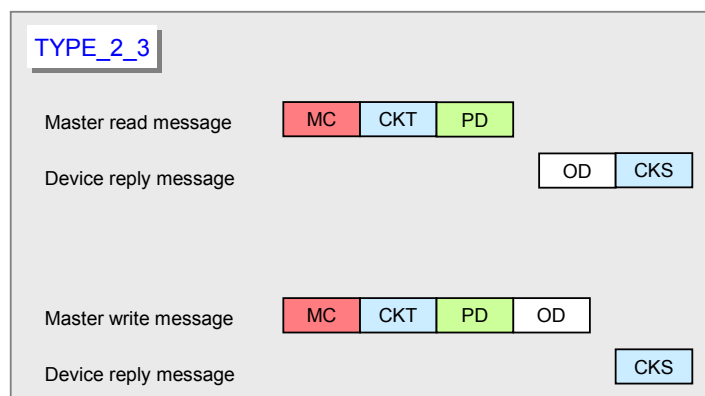 TYPE_2_3
Master read message MC CKT PD
Device reply message OD CKS
Master write message MC CKT PD OD
Device reply message CKS